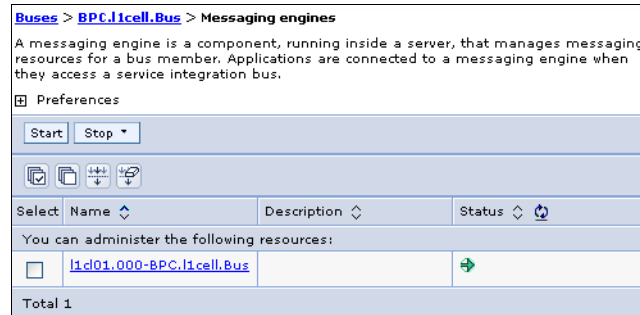 Buses > BPC.l1cell.Bus > Messaging engines
A messaging engine is a component, running inside a server, that manages messaging
resources for a bus member. Applications are connected to a messaging engine when
they access a service integration bus.
Preferences
Start Stop
Select Name Description Status
You can administer the following resources:
l1cl01.000-BPC.l1cell.Bus
Total 1